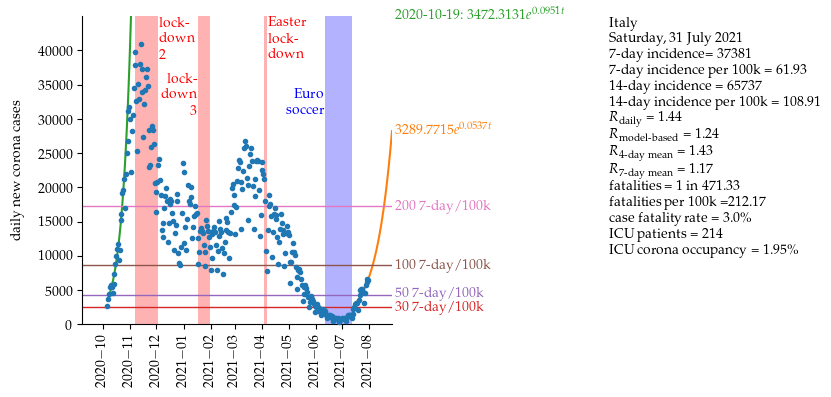 2020-10-19: 3472.3131e^0.0951t
lock-
down
2
lock-
down
3
Easter
lock-
down
Euro
soccer
3289.7715e^0.0537t
200 7-day/100k
100 7-day/100k
50 7-day/100k
30 7-day/100k
daily new corona cases
40000
35000
30000
25000
20000
15000
10000
5000
0
2020−10
2020−11
2020−12
2021−01
2021−02
2021−03
2021−04
2021−05
2021−06
2021−07
2021−08
Italy
Saturday, 31 July 2021
7-day incidence= 37381
7-day incidence per 100k = 61.93
14-day incidence = 65737
14-day incidence per 100k = 108.91
R_daily = 1.44
R_model-based = 1.24
R_4-day mean = 1.43
R_7-day mean = 1.17
fatalities = 1 in 471.33
fatalities per 100k =212.17
case fatality rate = 3.0%
ICU patients = 214
ICU corona occupancy = 1.95%